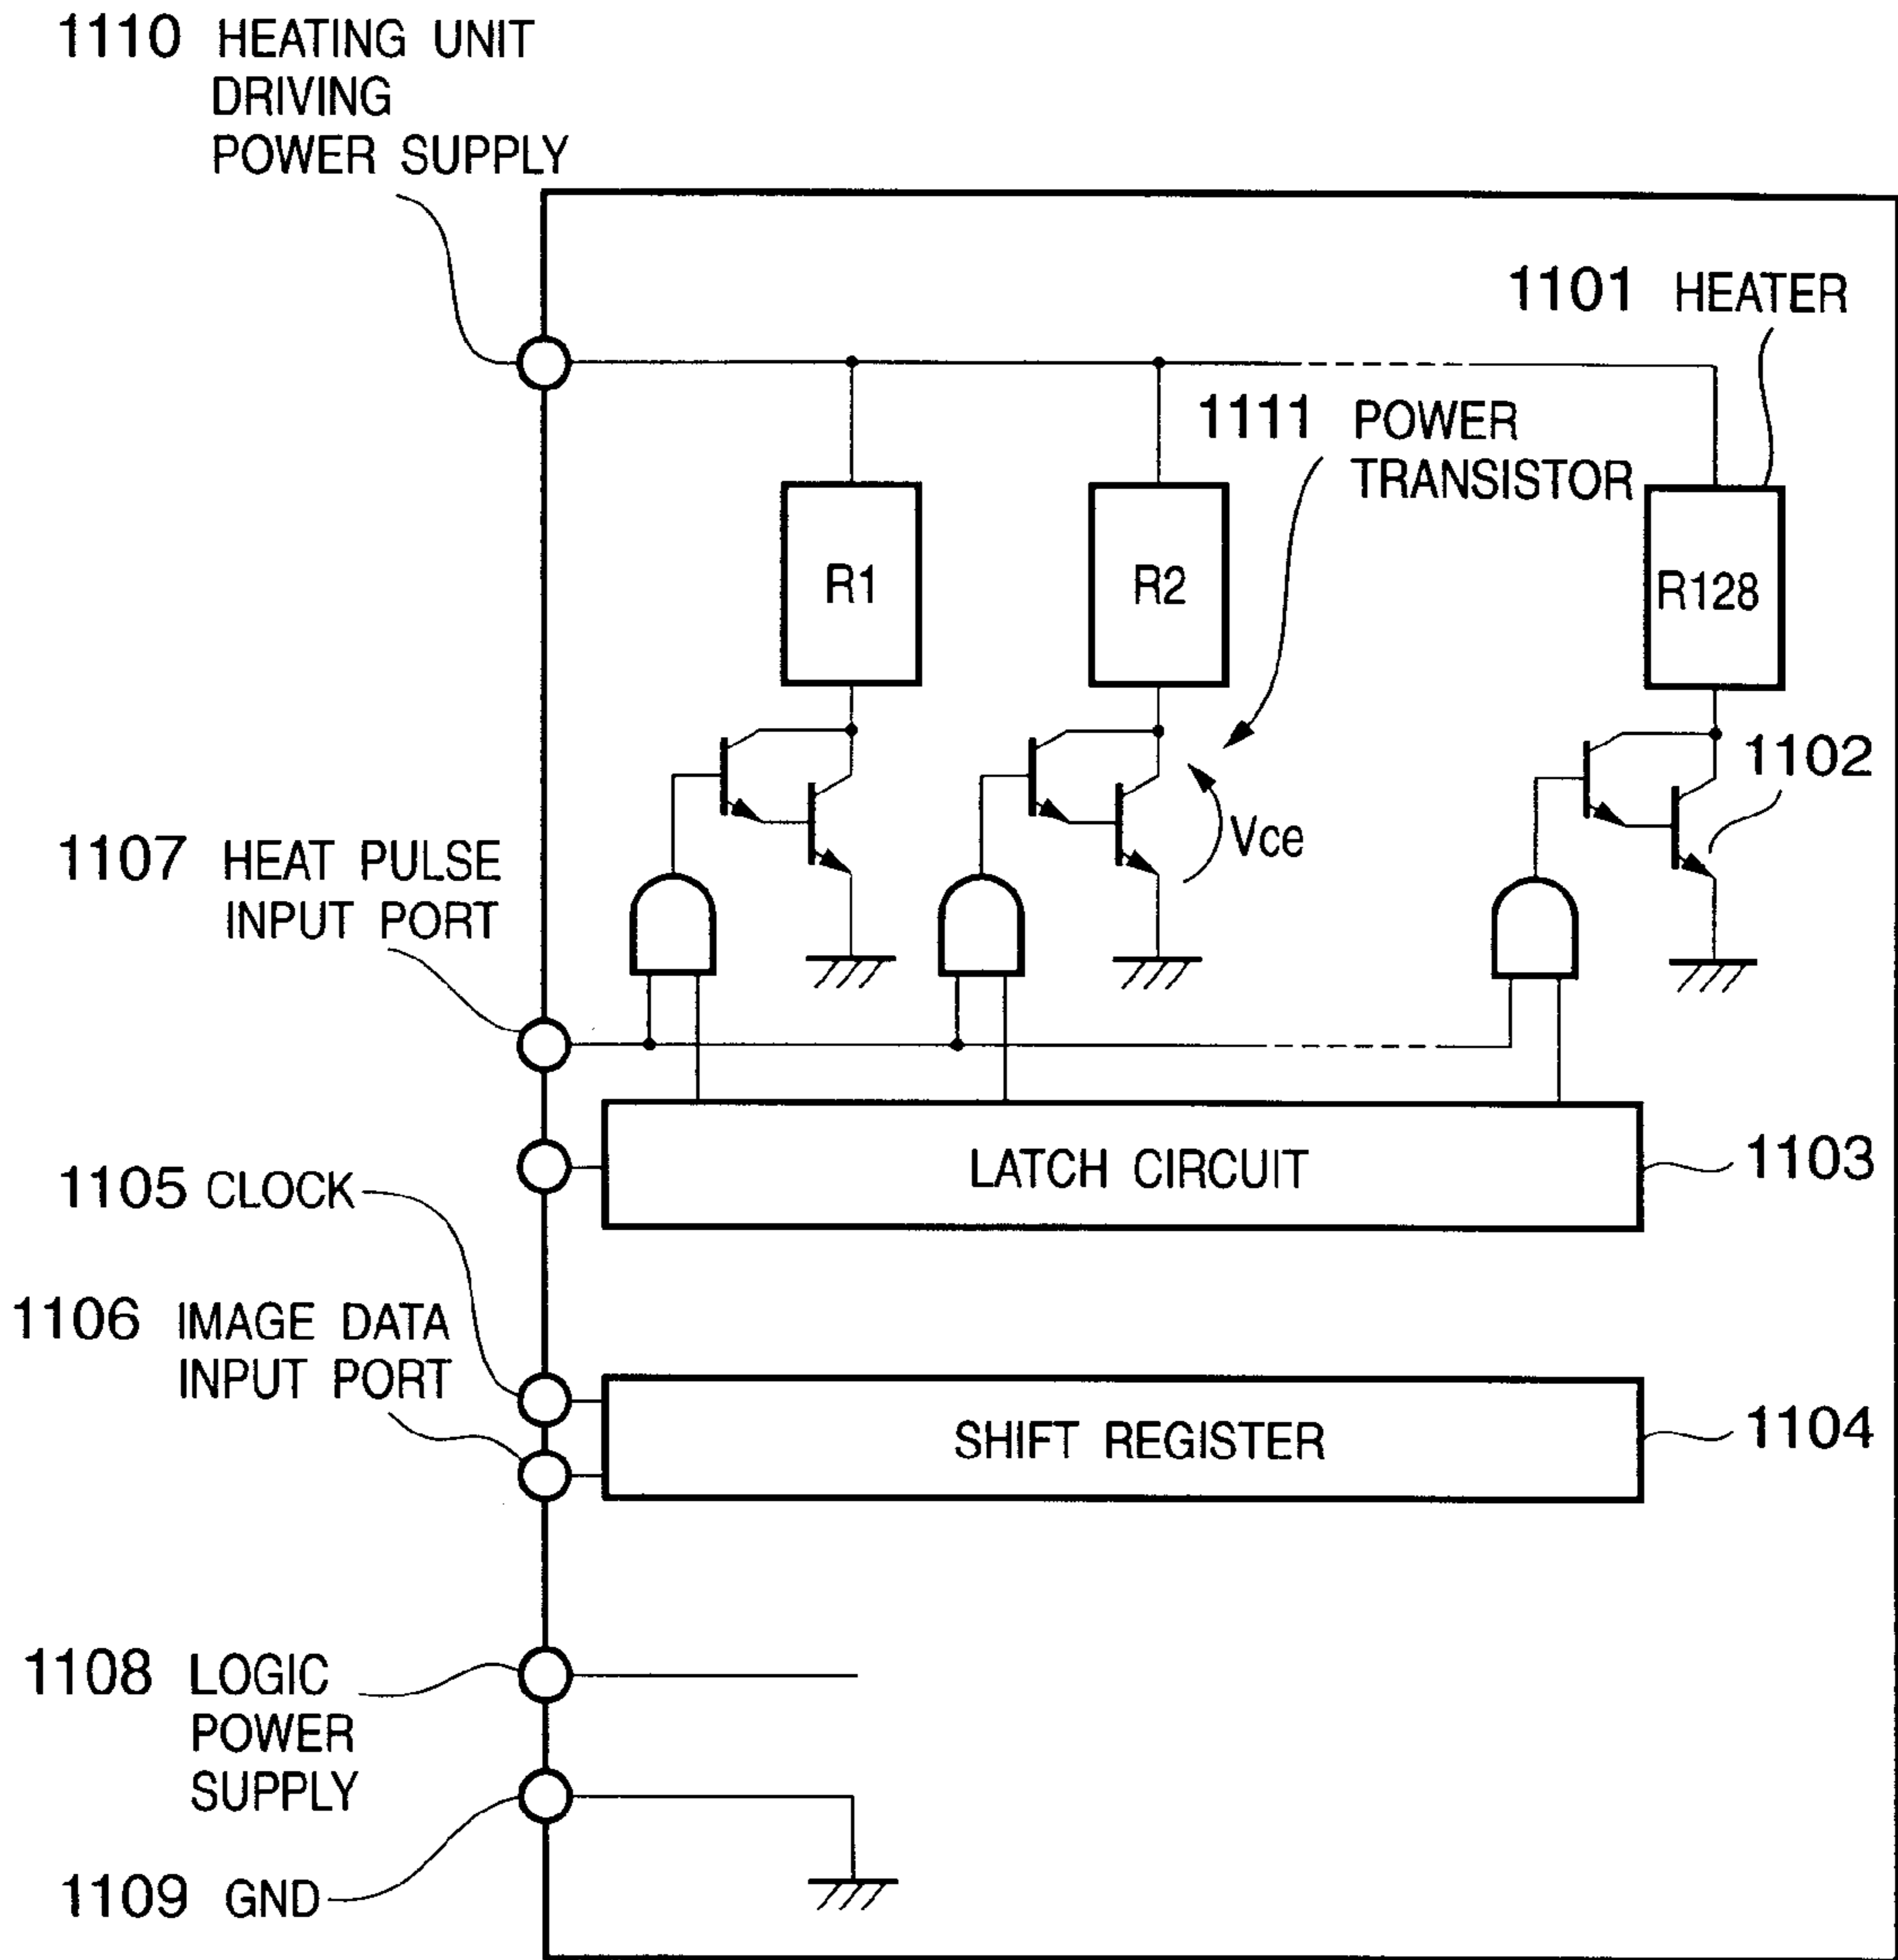 1110 HEATING UNIT
DRIVING
POWER SUPPLY
1101 HEATER
1111 POWER
TRANSISTOR
R1
R2
R128
1102
Vce
1107 HEAT PULSE
INPUT PORT
LATCH CIRCUIT
1103
1105 CLOCK
1106 IMAGE DATA
INPUT PORT
SHIFT REGISTER
1104
1108 LOGIC
POWER
SUPPLY
1109 GND